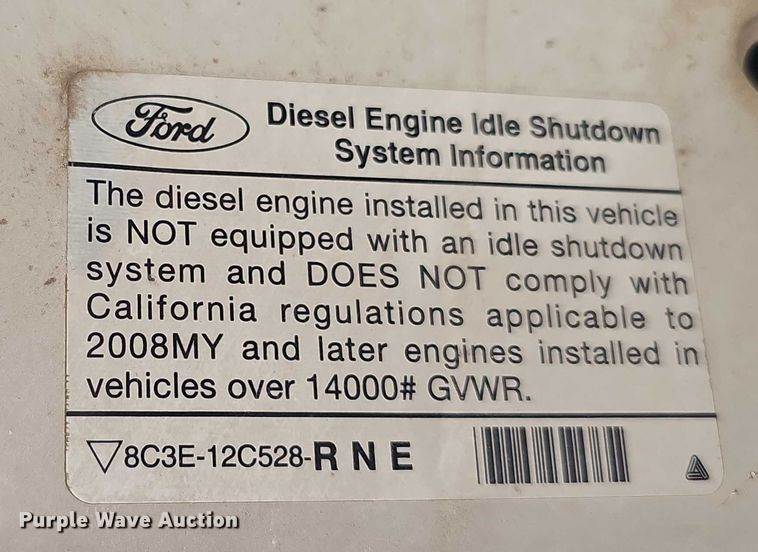 Ford
Diesel Engine Idle Shutdown
System Information
The diesel engine installed in this vehicle
is NOT equipped with an idle shutdown
system and DOES NOT comply with
California regulations applicable to
2008MY and later engines installed in
vehicles over 14000# GVWR.
▽8C3E-12C528-R N E
Purple Wave Auction